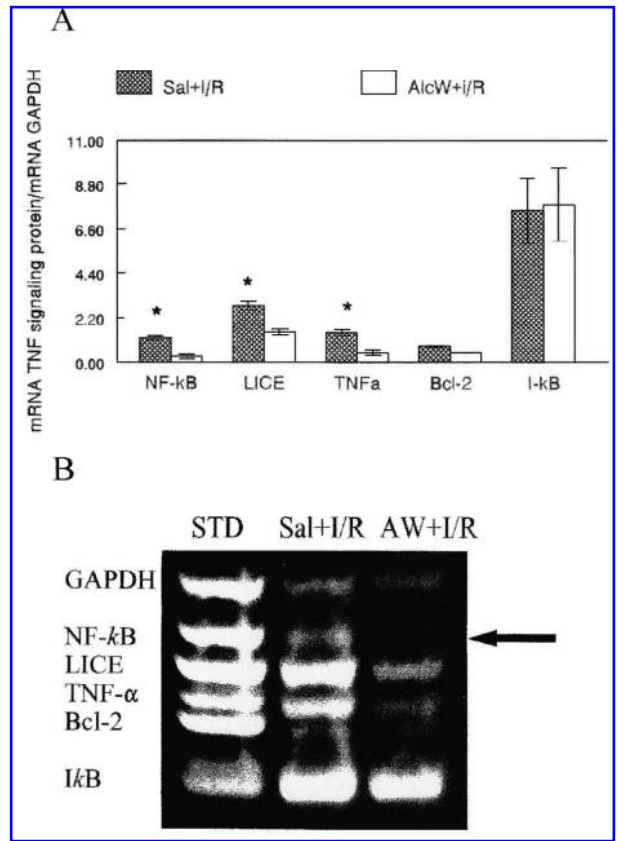 A
Sal+I/R
AlcW+i/R
mRNA TNF signaling protein/mRNA GAPDH
11.00
8.80
6.60
4.40
2.20
0.00
*
*
*
NF-kB
LICE
TNFa
Bcl-2
I-kB
B
STD Sal+I/R AW+I/R
GAPDH
NF-kB
LICE
TNF-α
Bcl-2
IkB